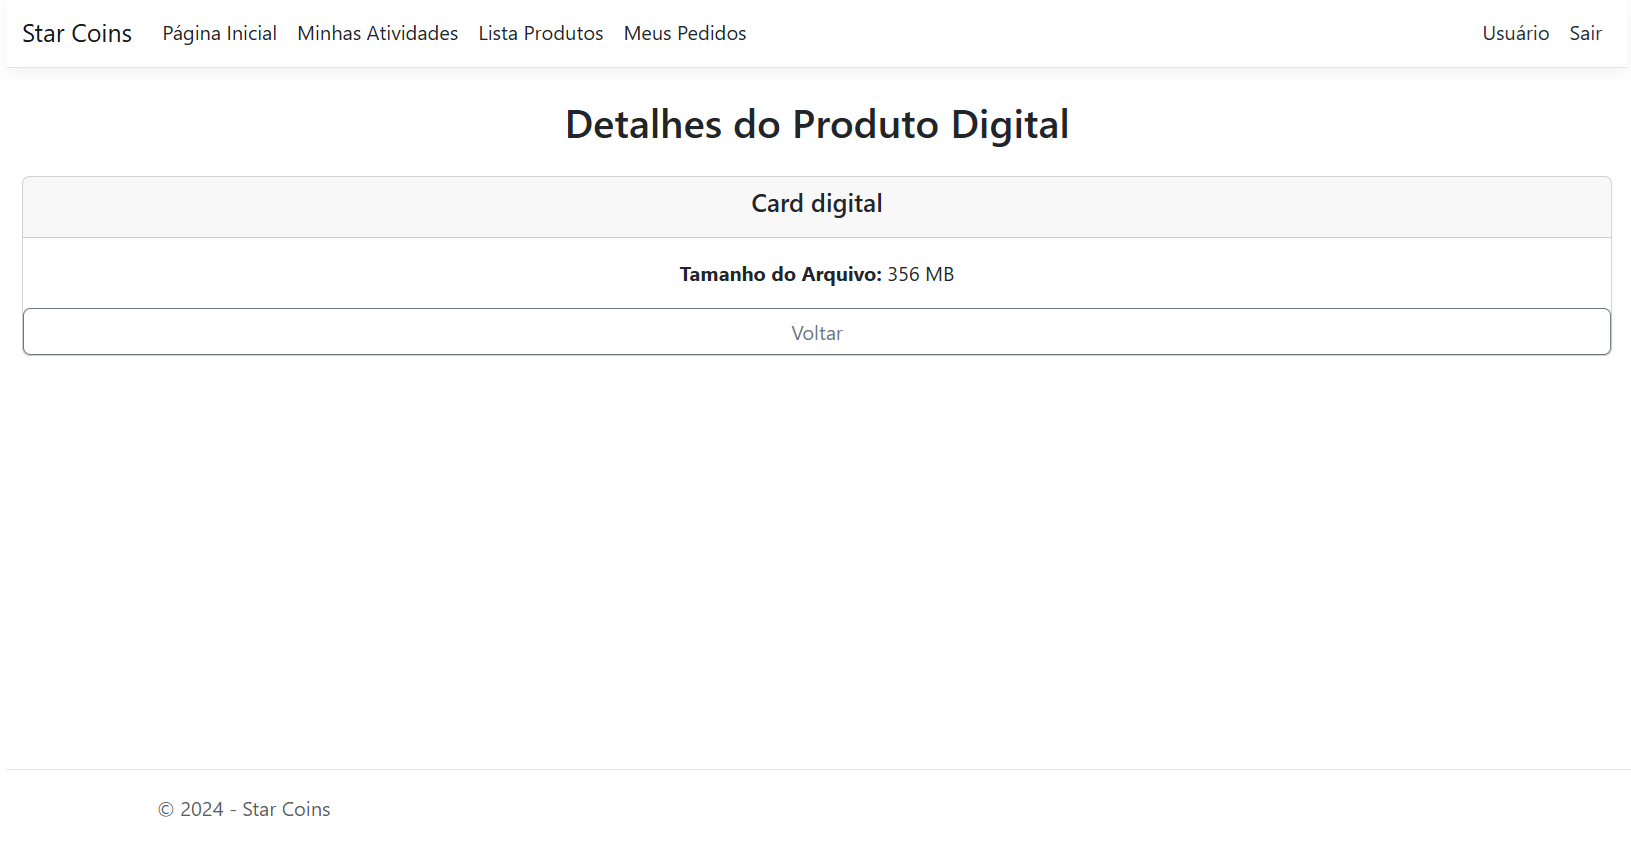 Star Coins Página Inicial Minhas Atividades Lista Produtos Meus Pedidos Usuário Sair
Detalhes do Produto Digital
Card digital
Tamanho do Arquivo: 356 MB
Voltar
© 2024 - Star Coins